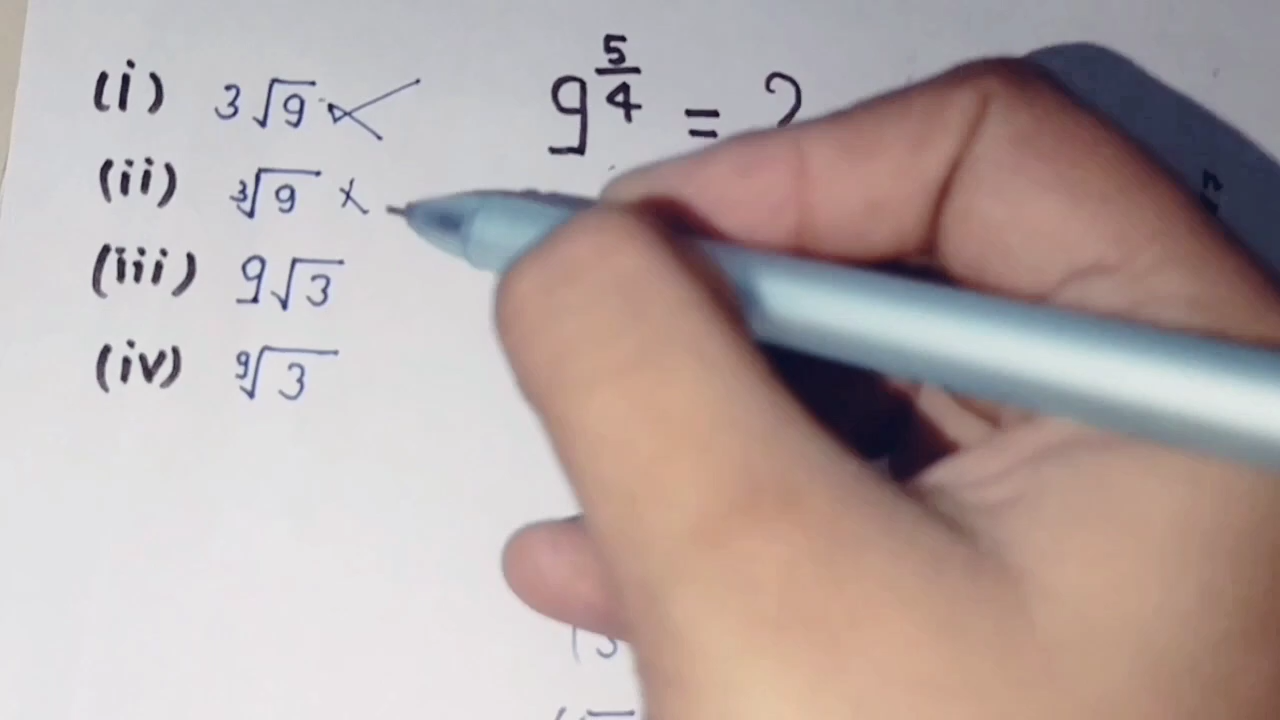 (i) 3√9 ×
(ii) ∛9 ×
(iii) 9√3
(iv) ⁹√3
9^(5/4) = ?